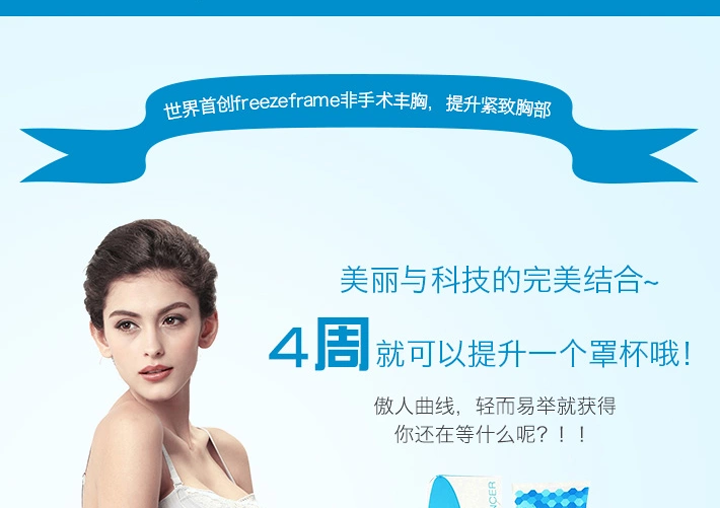 世界首创freezeframe非手术丰胸，提升紧致胸部
美丽与科技的完美结合~
4周就可以提升一个罩杯哦！
傲人曲线，轻而易举就获得
你还在等什么呢？！！